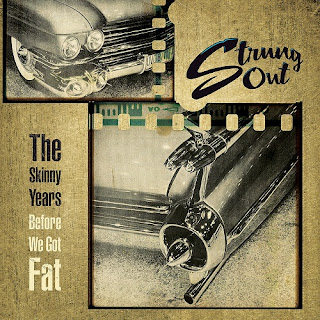 Strung
Out
The
Skinny
Years
Before
We Got
Fat